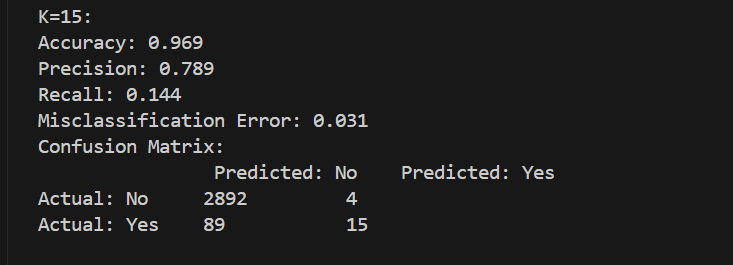 K=15:
Accuracy: 0.969
Precision: 0.789
Recall: 0.144
Misclassification Error: 0.031
Confusion Matrix:
Predicted: No    Predicted: Yes
Actual: No     2892         4
Actual: Yes    89           15